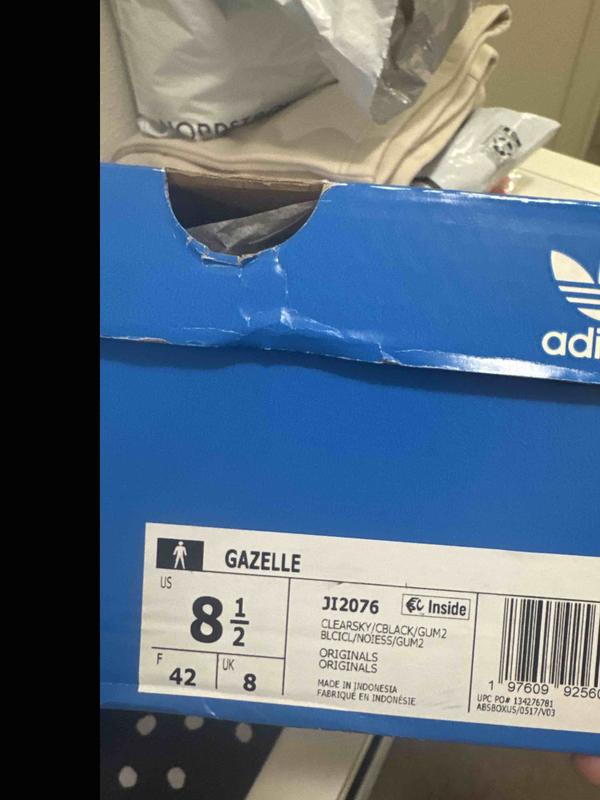 NORDST
adi
GAZELLE
US
8 1/2
F
42
UK
8
JI2076
Inside
CLEARSKY/CBLACK/GUM2
BLCICL/NOIESS/GUM2
ORIGINALS
ORIGINALS
MADE IN INDONESIA
FABRIQUÉ EN INDONÉSIE
1 97609 92560
UPC PO# 134276781
ABSBOXUS/0517/V03